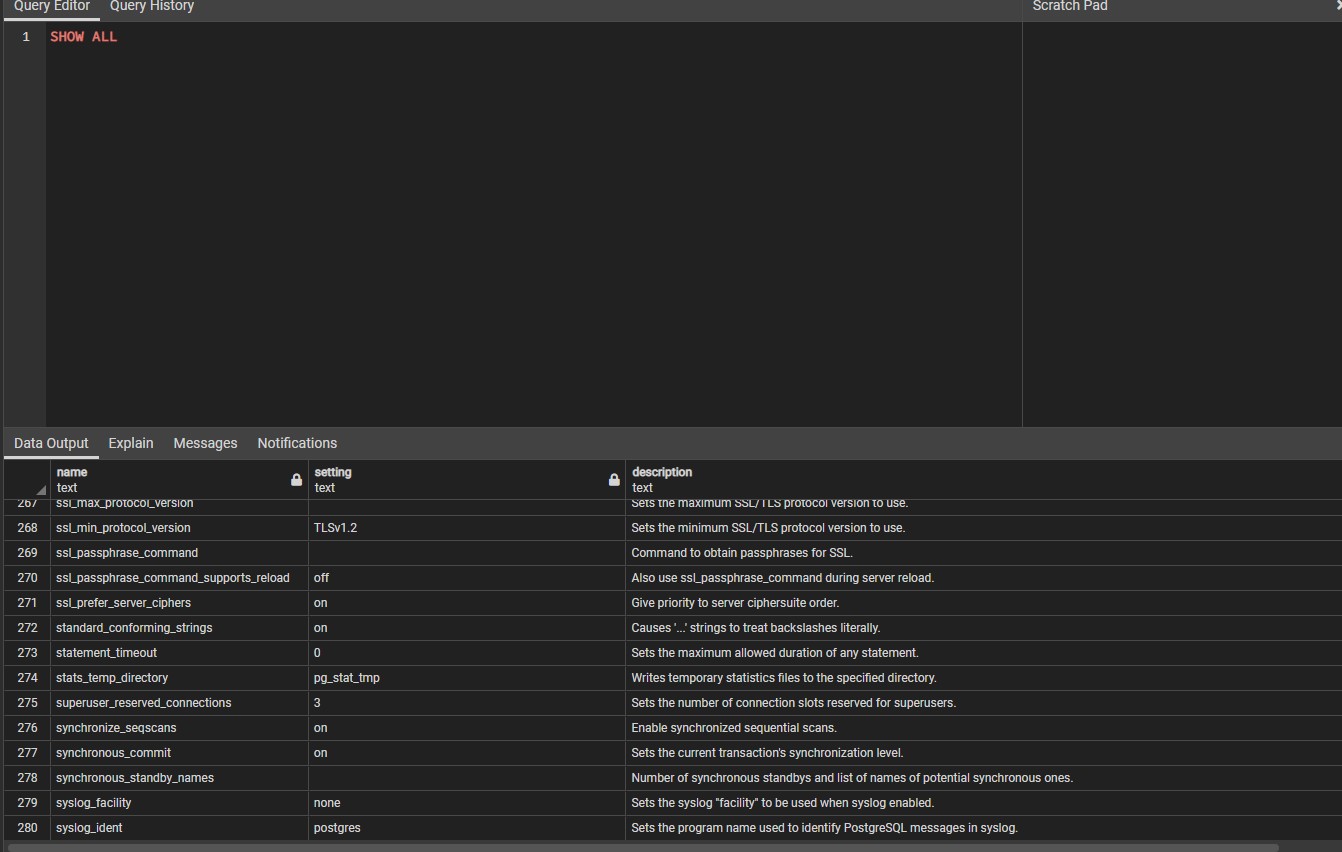 Query Editor Query History Scratch Pad
1 SHOW ALL
Data Output Explain Messages Notifications
name setting description
text text text
267 ssl_max_protocol_version Sets the maximum SSL/TLS protocol version to use.
268 ssl_min_protocol_version TLSv1.2 Sets the minimum SSL/TLS protocol version to use.
269 ssl_passphrase_command Command to obtain passphrases for SSL.
270 ssl_passphrase_command_supports_reload off Also use ssl_passphrase_command during server reload.
271 ssl_prefer_server_ciphers on Give priority to server ciphersuite order.
272 standard_conforming_strings on Causes '...' strings to treat backslashes literally.
273 statement_timeout 0 Sets the maximum allowed duration of any statement.
274 stats_temp_directory pg_stat_tmp Writes temporary statistics files to the specified directory.
275 superuser_reserved_connections 3 Sets the number of connection slots reserved for superusers.
276 synchronize_seqscans on Enable synchronized sequential scans.
277 synchronous_commit on Sets the current transaction's synchronization level.
278 synchronous_standby_names Number of synchronous standbys and list of names of potential synchronous ones.
279 syslog_facility none Sets the syslog "facility" to be used when syslog enabled.
280 syslog_ident postgres Sets the program name used to identify PostgreSQL messages in syslog.